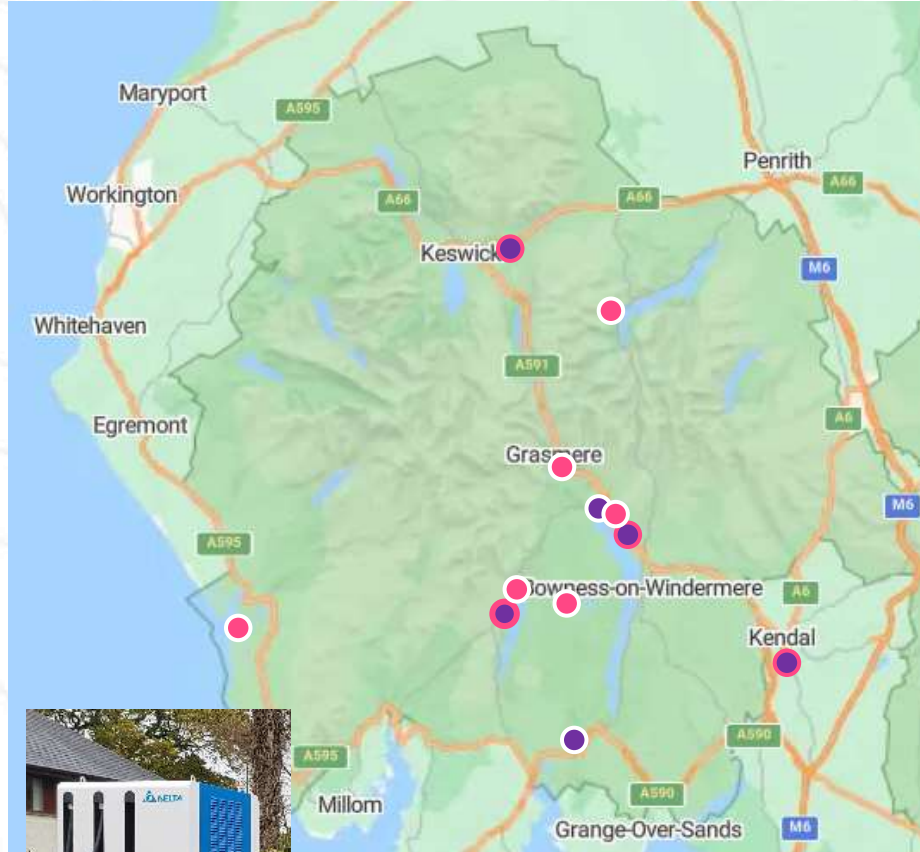 Maryport
A595
Penrith
A66
Workington
A66
A66
Keswick
M6
Whitehaven
A591
A6
Egremont
Grasmere
M6
A595
Bowness-on-Windermere
A6
Kendal
A590
A595
DELTA
A590
Millom
Grange-Over-Sands
M6